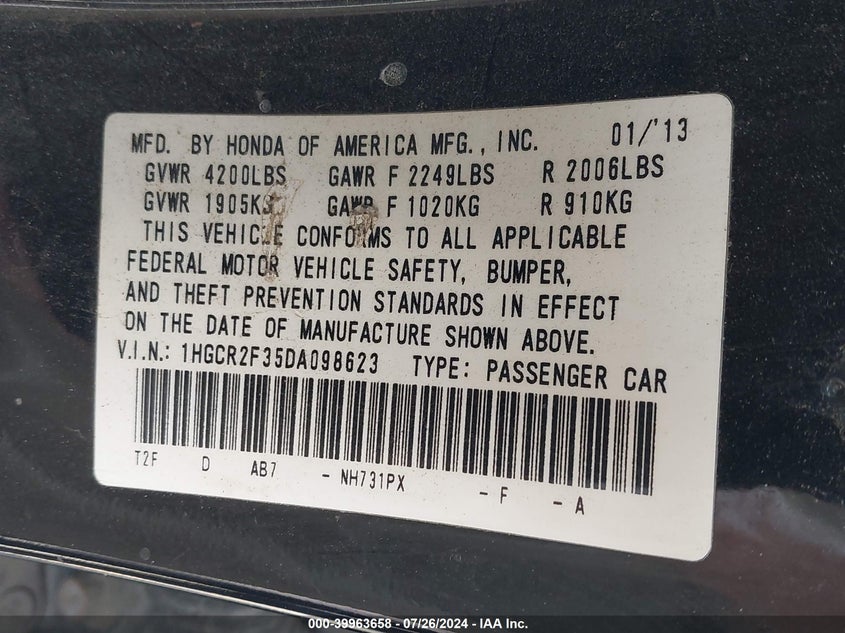 MFD. BY HONDA OF AMERICA MFG., INC. 01/'13
GVWR 4200LBS GAWR F 2249LBS R 2006LBS
GVWR 1905KG GAWR F 1020KG R 910KG
THIS VEHICLE CONFORMS TO ALL APPLICABLE
FEDERAL MOTOR VEHICLE SAFETY, BUMPER,
AND THEFT PREVENTION STANDARDS IN EFFECT
ON THE DATE OF MANUFACTURE SHOWN ABOVE.
V.I.N.: 1HGCR2F35DA098623 TYPE: PASSENGER CAR
T2F D AB7 - NH731PX - F - A
000-39963658 - 07/26/2024 - IAA Inc.